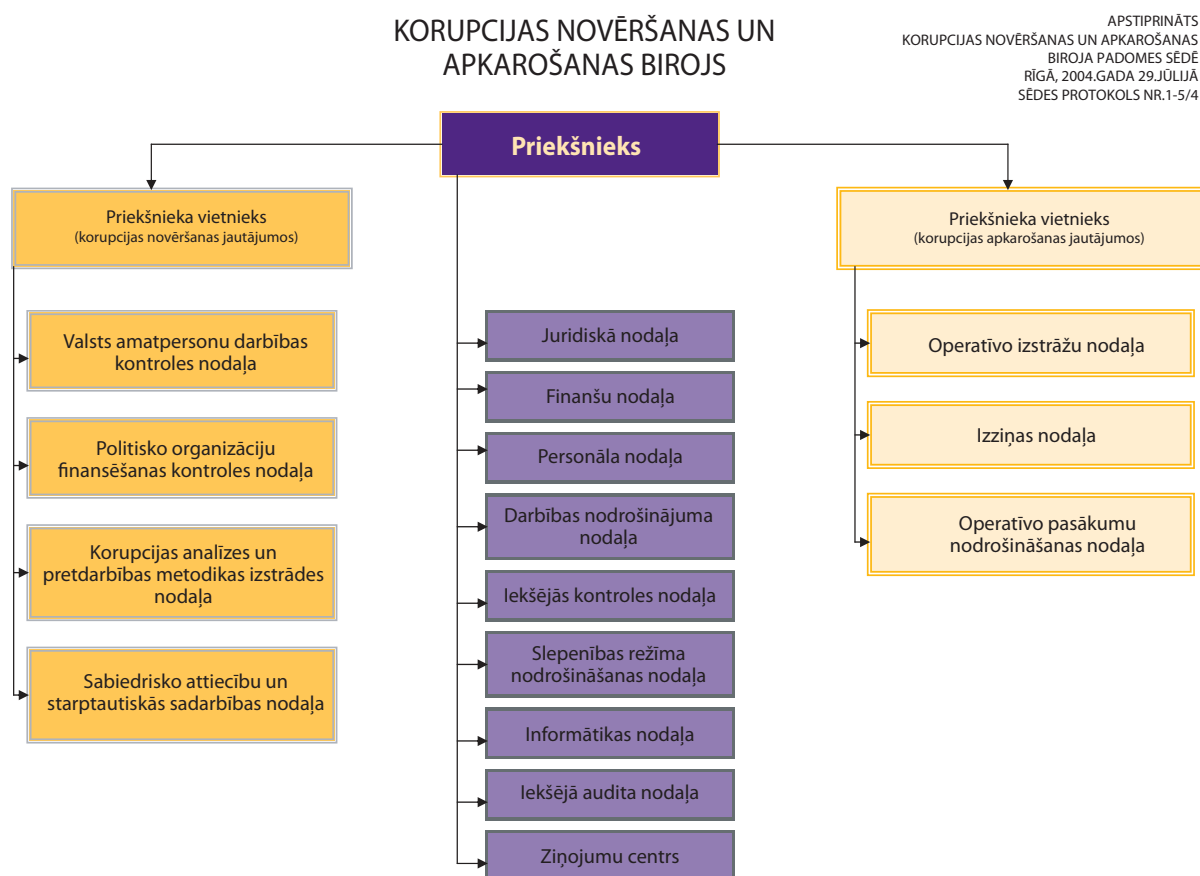 KORUPCIJAS NOVĒRŠANAS UN
APKAROŠANAS BIROJS
APSTIPRINĀTS
KORUPCIJAS NOVĒRŠANAS UN APKAROŠANAS
BIROJA PADOMES SĒDĒ
RĪGĀ, 2004.GADA 29.JŪLIJĀ
SĒDES PROTOKOLS NR.1-5/4
Priekšnieks
Priekšnieka vietnieks
(korupcijas novēršanas jautājumos)
Valsts amatpersonu darbības
kontroles nodaļa
Politisko organizāciju
finansēšanas kontroles nodaļa
Korupcijas analīzes un
pretdarbības metodikas izstrādes
nodaļa
Sabiedrisko attiecību un
starptautiskās sadarbības nodaļa
Juridiskā nodaļa
Finanšu nodaļa
Personāla nodaļa
Darbības nodrošinājuma
nodaļa
Iekšējās kontroles nodaļa
Slepenības režīma
nodrošināšanas nodaļa
Informātikas nodaļa
Iekšējā audita nodaļa
Ziņojumu centrs
Priekšnieka vietnieks
(korupcijas apkarošanas jautājumos)
Operatīvo izstrāžu nodaļa
Izziņas nodaļa
Operatīvo pasākumu
nodrošināšanas nodaļa